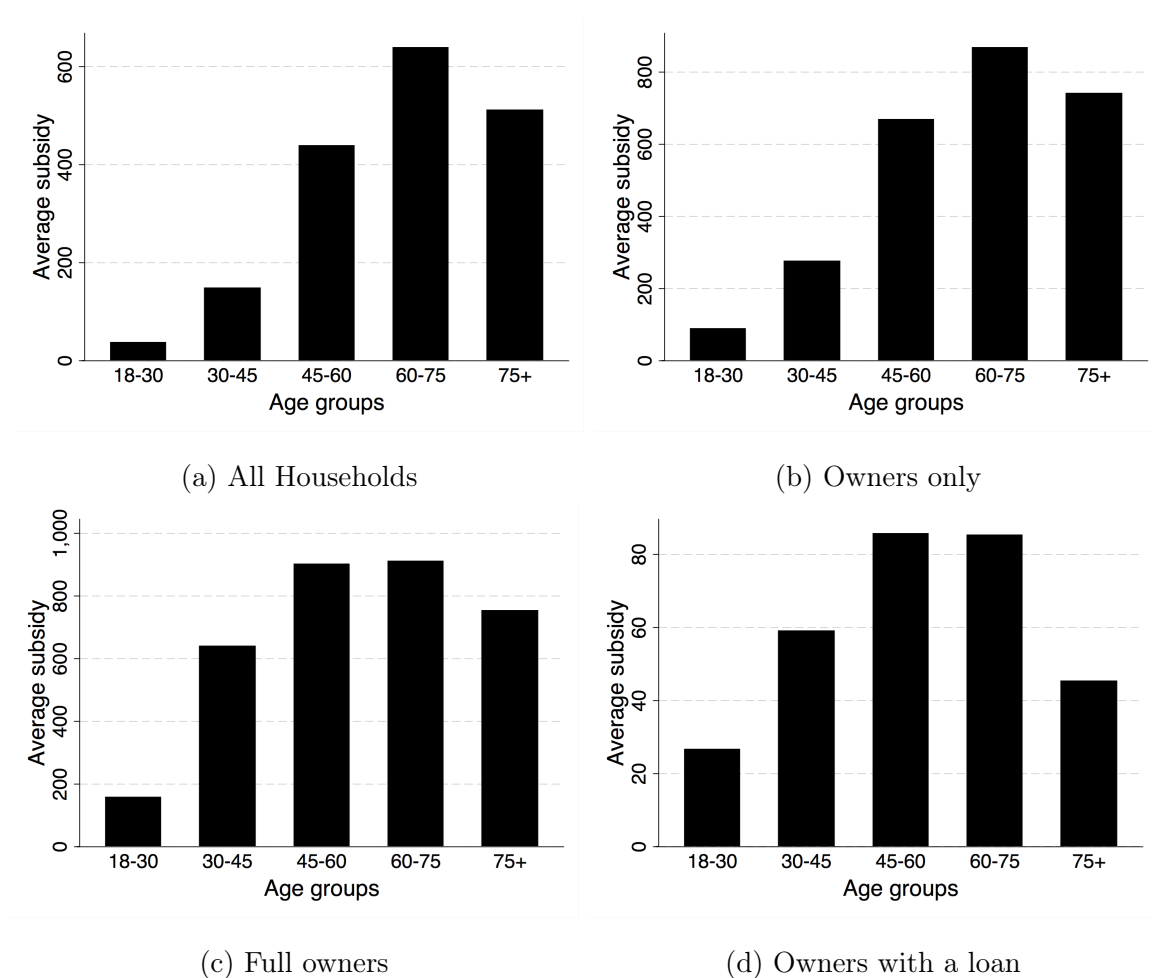 Average subsidy
600
400
200
0
18-30 30-45 45-60 60-75 75+
Age groups
(a) All Households
Average subsidy
800
600
400
200
0
18-30 30-45 45-60 60-75 75+
Age groups
(b) Owners only
Average subsidy
1,000
800
600
400
200
0
18-30 30-45 45-60 60-75 75+
Age groups
(c) Full owners
Average subsidy
80
60
40
20
0
18-30 30-45 45-60 60-75 75+
Age groups
(d) Owners with a loan